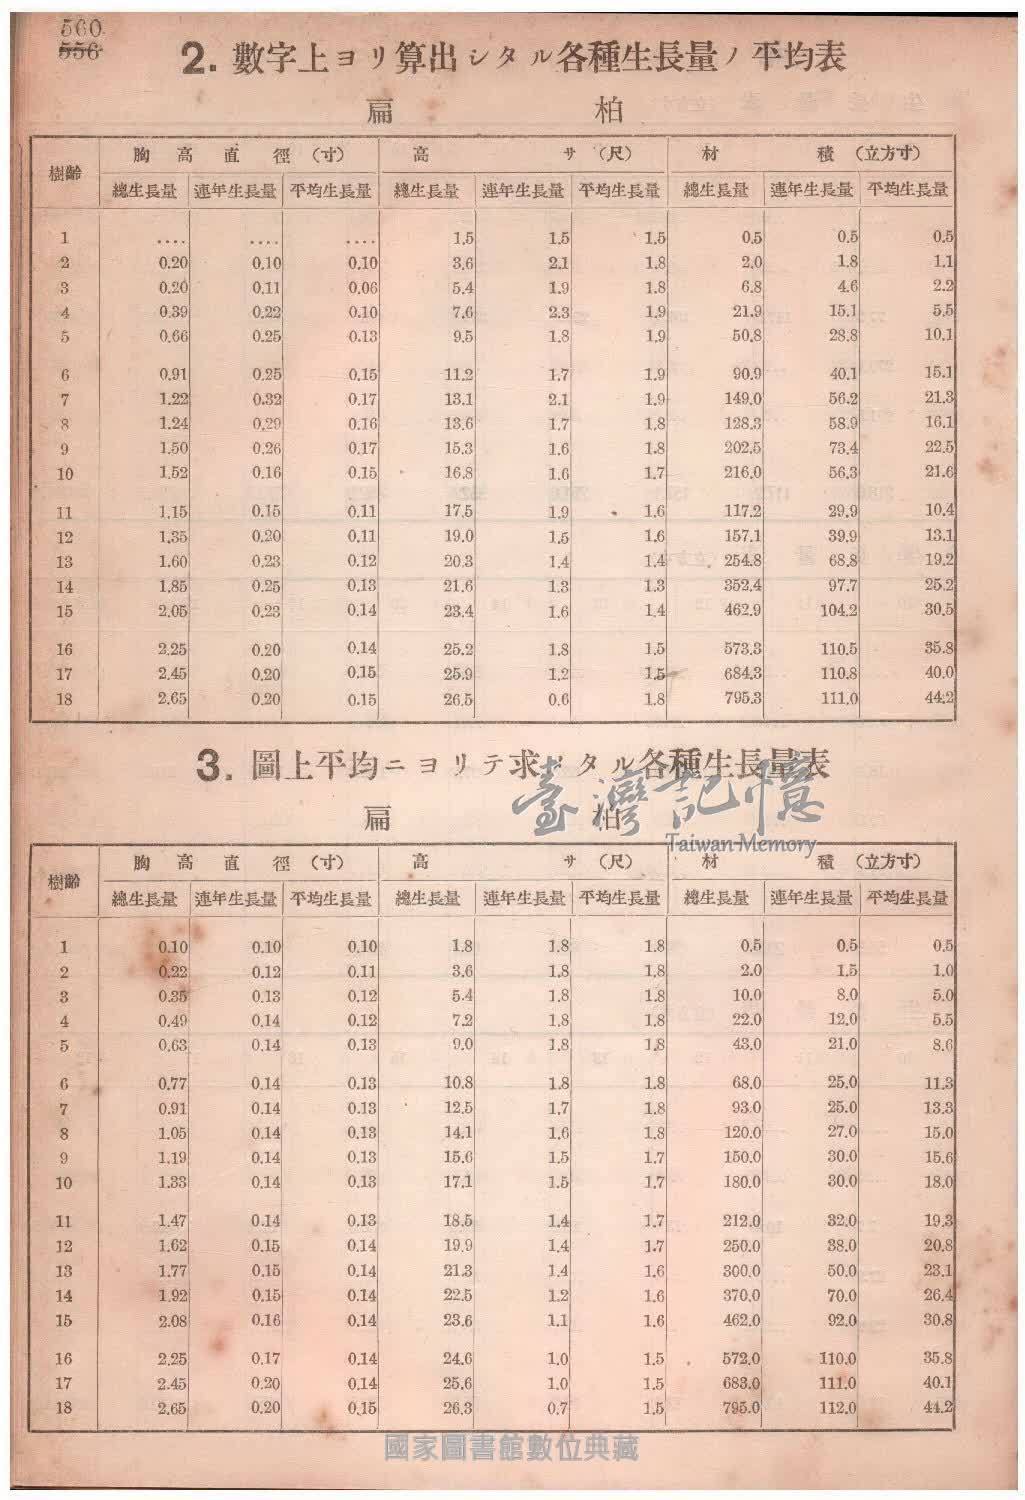 560
556
2. 數字上ヨリ算出シタル各種生長量ノ平均表
扁 柏
樹齡 胸高直徑(寸) 高サ(尺) 材積(立方寸)
總生長量 連年生長量 平均生長量 總生長量 連年生長量 平均生長量 總生長量 連年生長量 平均生長量
1 .... .... .... 1.5 1.5 1.5 0.5 0.5 0.5
2 0.20 0.10 0.10 3.6 2.1 1.8 2.0 1.8 1.1
3 0.20 0.11 0.06 5.4 1.9 1.8 6.8 4.6 2.2
4 0.39 0.22 0.10 7.6 2.3 1.9 21.9 15.1 5.5
5 0.66 0.25 0.13 9.5 1.8 1.9 50.8 28.8 10.1
6 0.91 0.25 0.15 11.2 1.7 1.9 90.9 40.1 15.1
7 1.22 0.32 0.17 13.1 2.1 1.9 149.0 56.2 21.3
8 1.24 0.29 0.16 13.6 1.7 1.8 128.3 58.9 16.1
9 1.50 0.26 0.17 15.3 1.6 1.8 202.5 73.4 22.5
10 1.52 0.16 0.15 16.8 1.6 1.7 216.0 56.3 21.6
11 1.15 0.15 0.11 17.5 1.9 1.6 117.2 29.9 10.4
12 1.35 0.20 0.11 19.0 1.5 1.6 157.1 39.9 13.1
13 1.60 0.23 0.12 20.3 1.4 1.4 254.8 68.8 19.2
14 1.85 0.25 0.13 21.6 1.3 1.3 352.4 97.7 25.2
15 2.05 0.23 0.14 23.4 1.6 1.4 462.9 104.2 30.5
16 2.25 0.20 0.14 25.2 1.8 1.5 573.3 110.5 35.8
17 2.45 0.20 0.15 25.9 1.2 1.5 684.3 110.8 40.0
18 2.65 0.20 0.15 26.5 0.6 1.8 795.3 111.0 44.2
3. 圖上平均ニヨリテ求メタル各種生長量表
臺灣記憶
扁 柏
Taiwan Memory
樹齡 胸高直徑(寸) 高サ(尺) 材積(立方寸)
總生長量 連年生長量 平均生長量 總生長量 連年生長量 平均生長量 總生長量 連年生長量 平均生長量
1 0.10 0.10 0.10 1.8 1.8 1.8 0.5 0.5 0.5
2 0.22 0.12 0.11 3.6 1.8 1.8 2.0 1.5 1.0
3 0.35 0.13 0.12 5.4 1.8 1.8 10.0 8.0 5.0
4 0.49 0.14 0.12 7.2 1.8 1.8 22.0 12.0 5.5
5 0.63 0.14 0.13 9.0 1.8 1.8 43.0 21.0 8.6
6 0.77 0.14 0.13 10.8 1.8 1.8 68.0 25.0 11.3
7 0.91 0.14 0.13 12.5 1.7 1.8 93.0 25.0 13.3
8 1.05 0.14 0.13 14.1 1.6 1.8 120.0 27.0 15.0
9 1.19 0.14 0.13 15.6 1.5 1.7 150.0 30.0 15.6
10 1.33 0.14 0.13 17.1 1.5 1.7 180.0 30.0 18.0
11 1.47 0.14 0.13 18.5 1.4 1.7 212.0 32.0 19.3
12 1.62 0.15 0.14 19.9 1.4 1.7 250.0 38.0 20.8
13 1.77 0.15 0.14 21.3 1.4 1.6 300.0 50.0 23.1
14 1.92 0.15 0.14 22.5 1.2 1.6 370.0 70.0 26.4
15 2.08 0.16 0.14 23.6 1.1 1.6 462.0 92.0 30.8
16 2.25 0.17 0.14 24.6 1.0 1.5 572.0 110.0 35.8
17 2.45 0.20 0.14 25.6 1.0 1.5 683.0 111.0 40.1
18 2.65 0.20 0.15 26.3 0.7 1.5 795.0 112.0 44.2
國家圖書館數位典藏